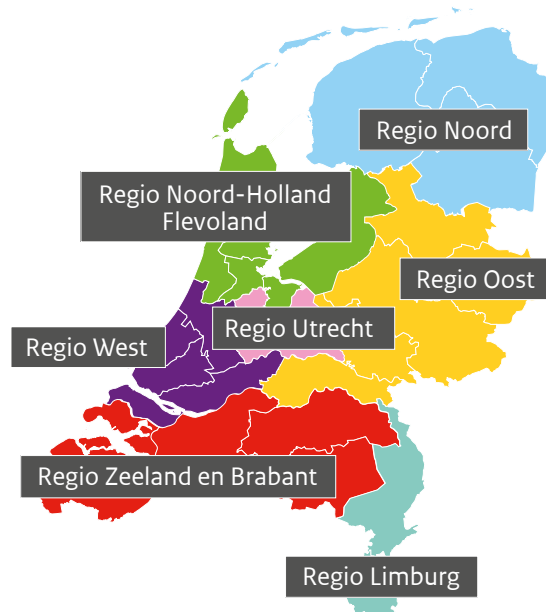 Regio Noord
Regio Noord-Holland
Flevoland
Regio Oost
Regio Utrecht
Regio West
Regio Zeeland en Brabant
Regio Limburg